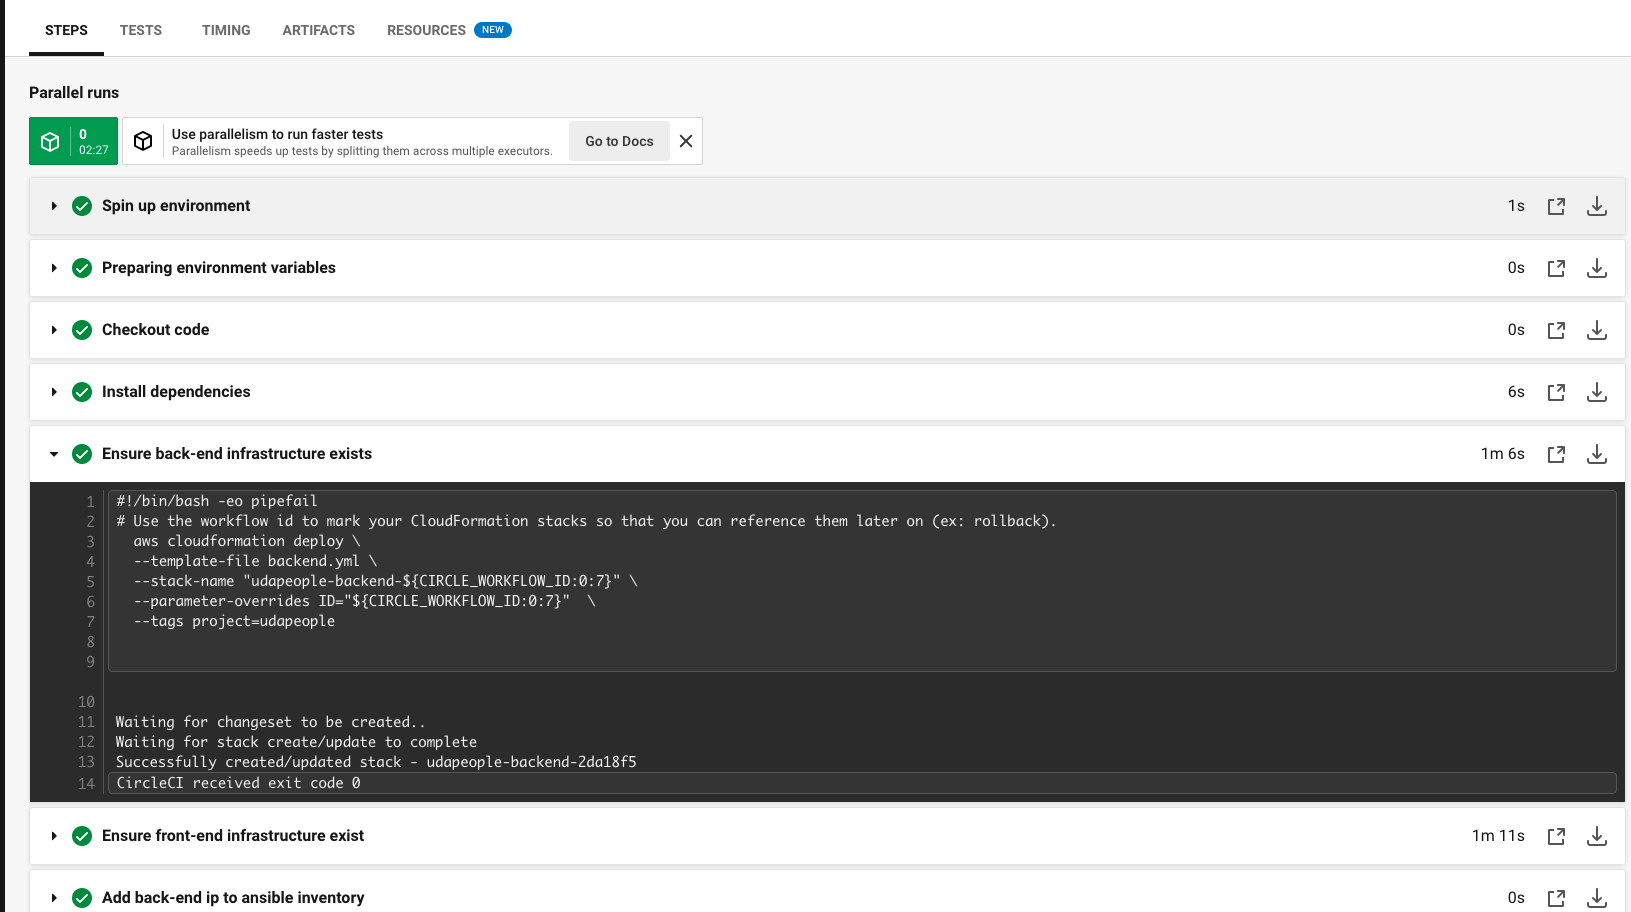 STEPS TESTS TIMING ARTIFACTS RESOURCES NEW
Parallel runs
0
02:27
Use parallelism to run faster tests
Parallelism speeds up tests by splitting them across multiple executors.
Go to Docs
Spin up environment 1s
Preparing environment variables 0s
Checkout code 0s
Install dependencies 6s
Ensure back-end infrastructure exists 1m 6s
1 #!/bin/bash -eo pipefail
2 # Use the workflow id to mark your CloudFormation stacks so that you can reference them later on (ex: rollback).
3 aws cloudformation deploy \
4 --template-file backend.yml \
5 --stack-name "udapeople-backend-${CIRCLE_WORKFLOW_ID:0:7}" \
6 --parameter-overrides ID="${CIRCLE_WORKFLOW_ID:0:7}"  \
7 --tags project=udapeople
8
9
10
11 Waiting for changeset to be created..
12 Waiting for stack create/update to complete
13 Successfully created/updated stack - udapeople-backend-2da18f5
14 CircleCI received exit code 0
Ensure front-end infrastructure exist 1m 11s
Add back-end ip to ansible inventory 0s